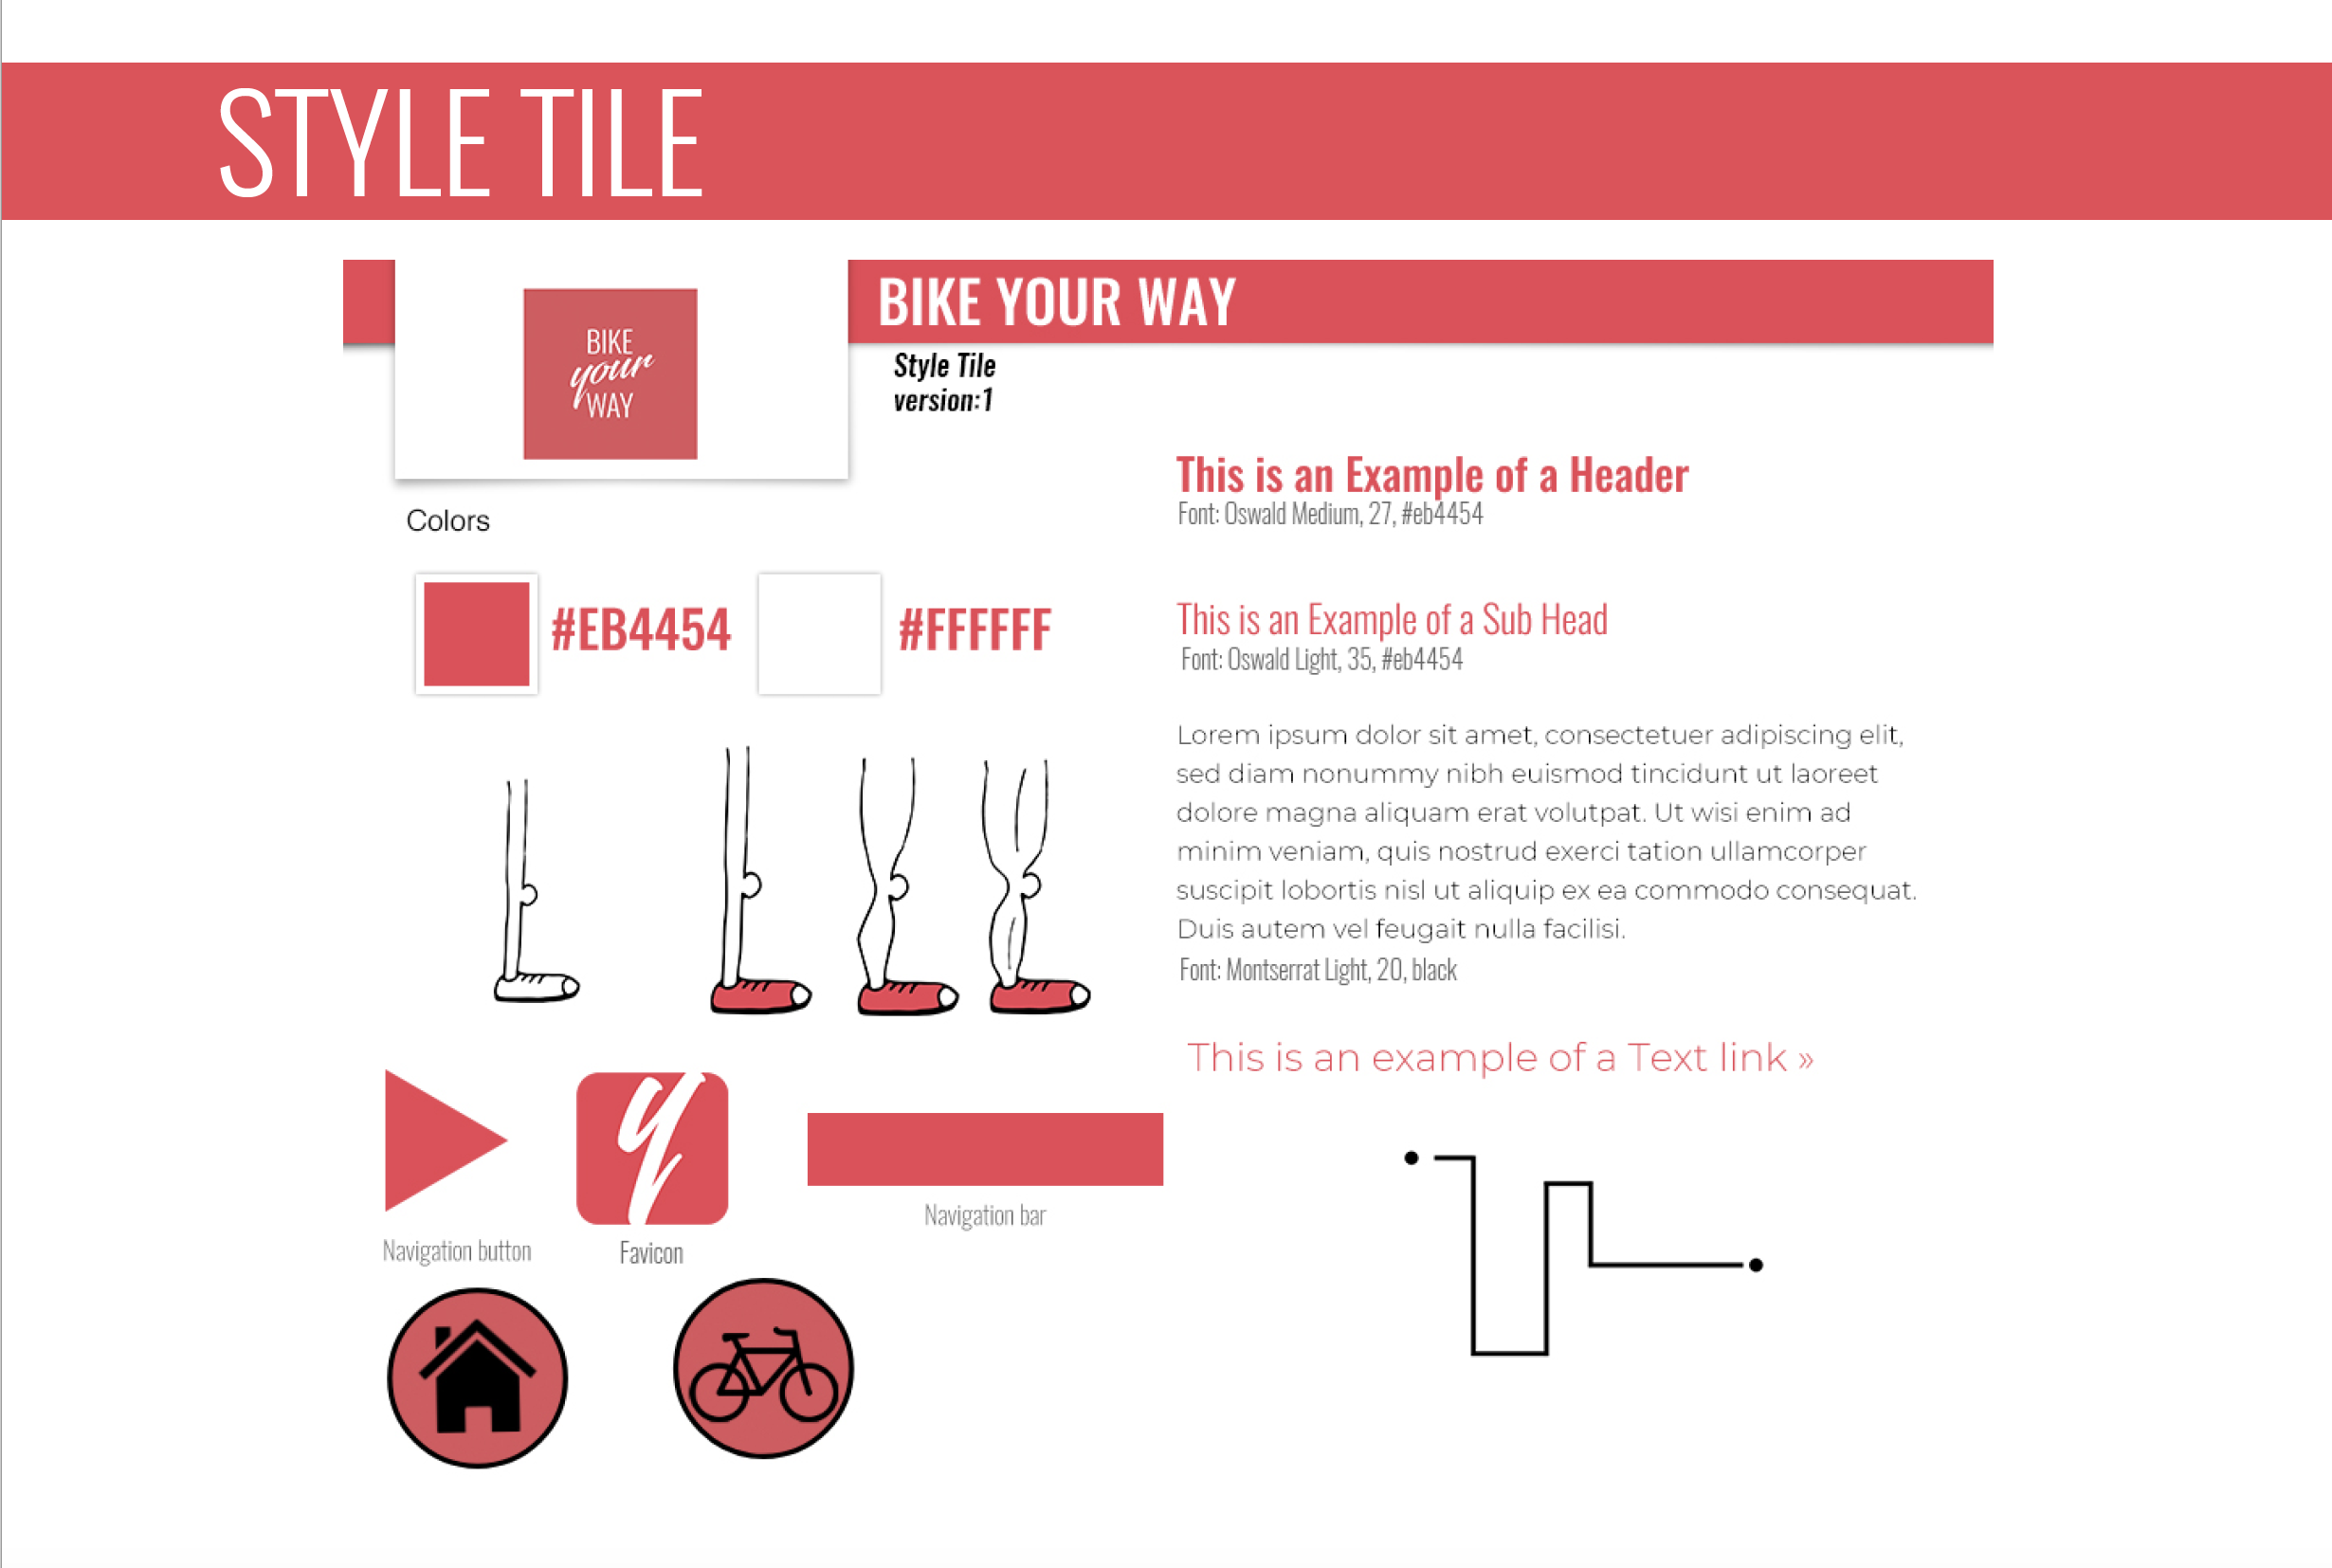 STYLE TILE
BIKE
your
WAY
BIKE YOUR WAY
Style Tile
version:1
Colors
#EB4454
#FFFFFF
This is an Example of a Header
Font: Oswald Medium, 27, #eb4454
This is an Example of a Sub Head
Font: Oswald Light, 35, #eb4454
Lorem ipsum dolor sit amet, consectetuer adipiscing elit,
sed diam nonummy nibh euismod tincidunt ut laoreet
dolore magna aliquam erat volutpat. Ut wisi enim ad
minim veniam, quis nostrud exerci tation ullamcorper
suscipit lobortis nisl ut aliquip ex ea commodo consequat.
Duis autem vel feugait nulla facilisi.
Font: Montserrat Light, 20, black
This is an example of a Text link »
y
Navigation button
Favicon
Navigation bar